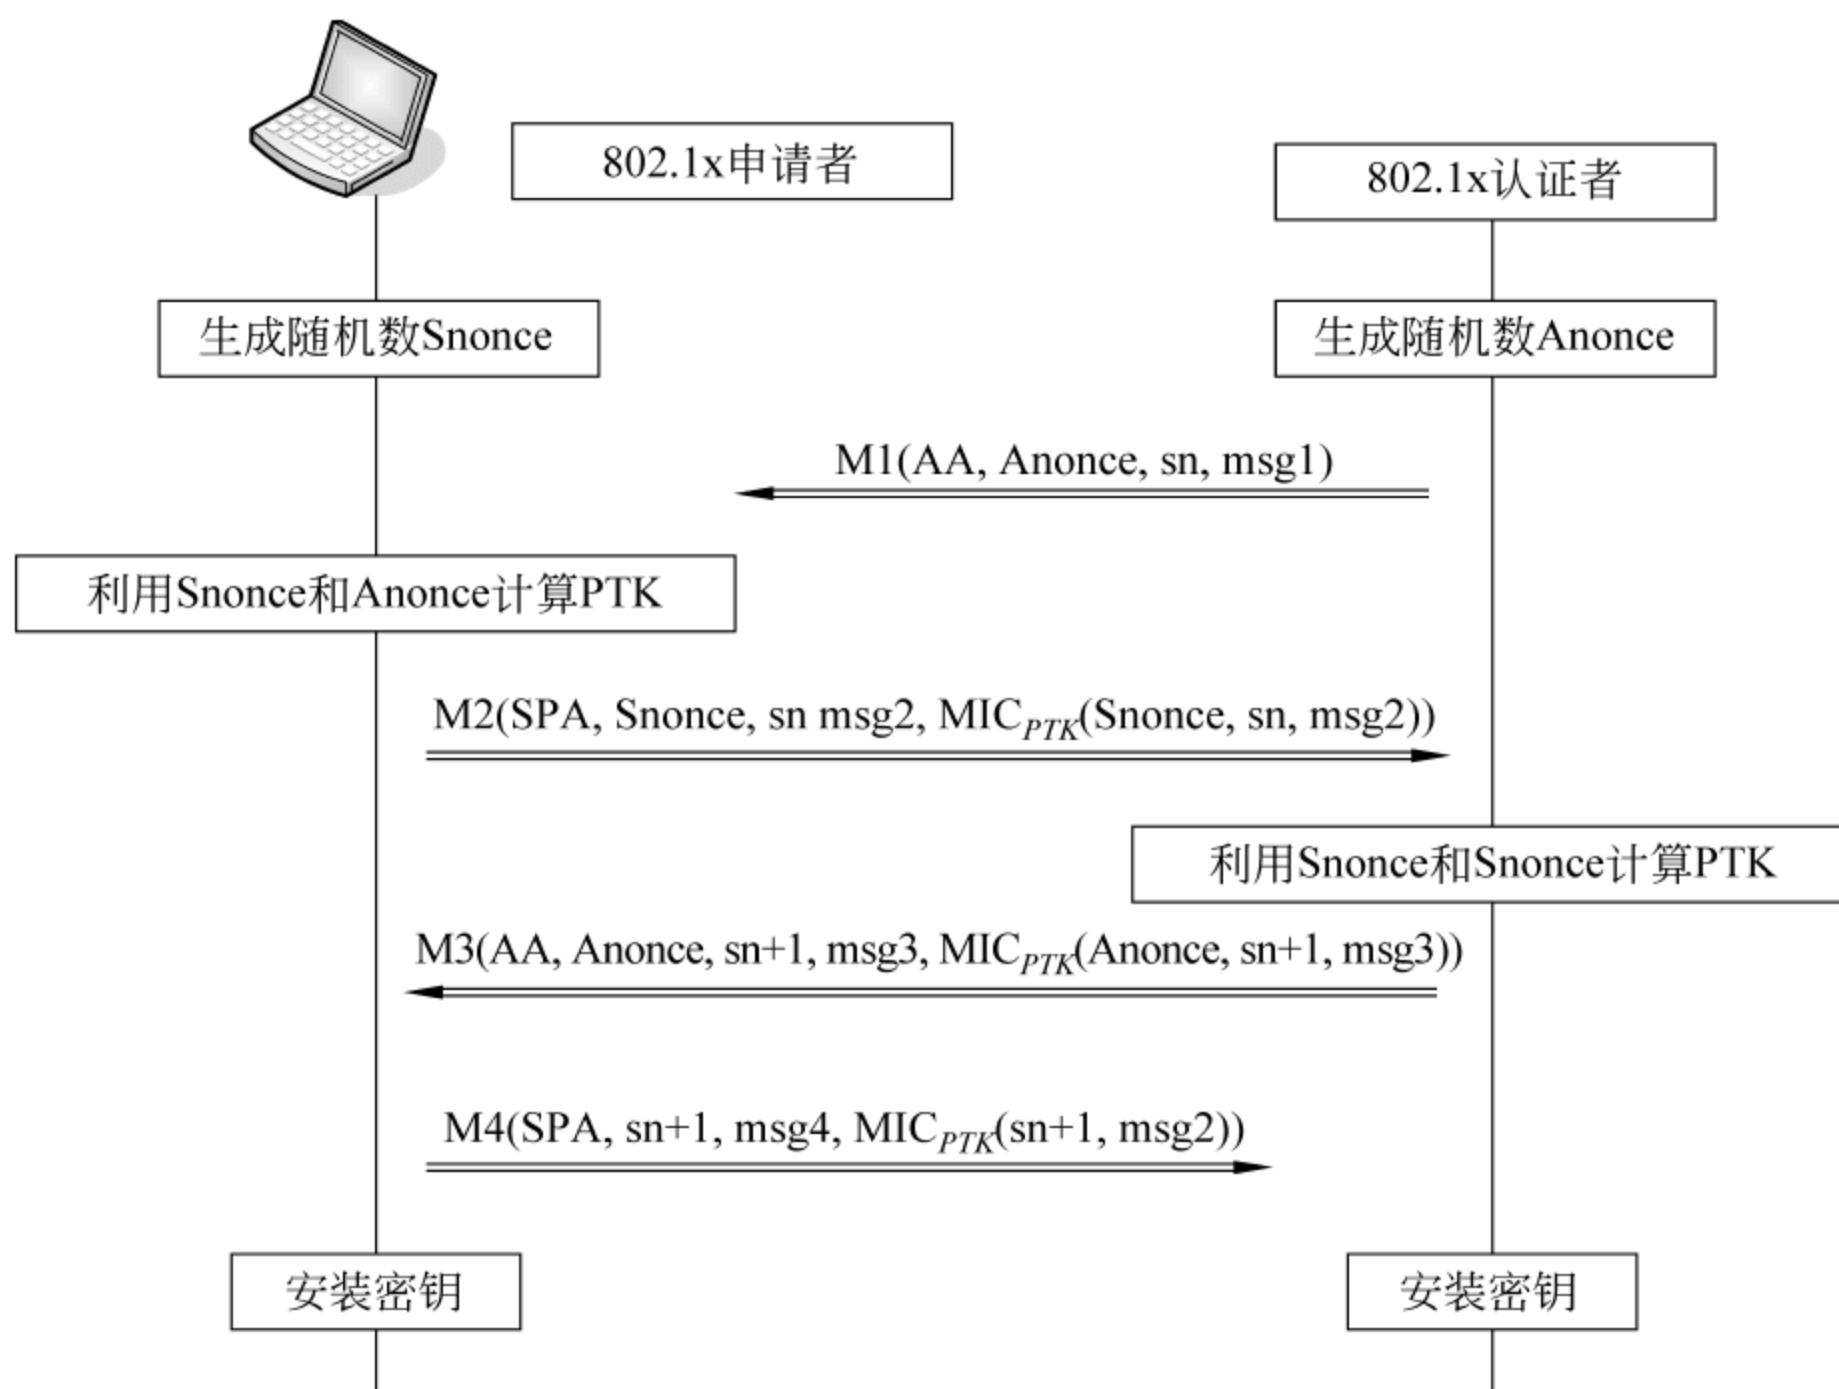 802.1x申请者
802.1x认证者
生成随机数Snonce
生成随机数Anonce
M1(AA, Anonce, sn, msg1)
利用Snonce和Anonce计算PTK
M2(SPA, Snonce, sn msg2, MICPTK(Snonce, sn, msg2))
利用Snonce和Snonce计算PTK
M3(AA, Anonce, sn+1, msg3, MICPTK(Anonce, sn+1, msg3))
M4(SPA, sn+1, msg4, MICPTK(sn+1, msg2))
安装密钥
安装密钥